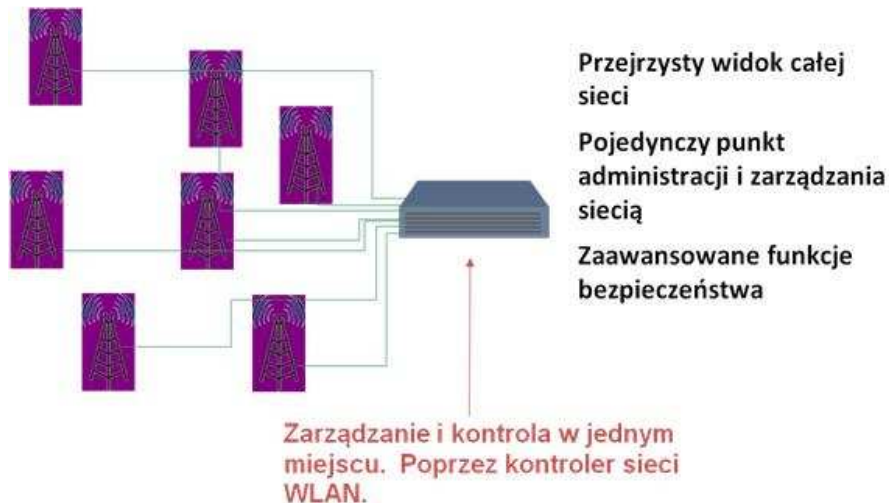 Przejrzysty widok całej
sieci
Pojedynczy punkt
administracji i zarządzania
siecią
Zaawansowane funkcje
bezpieczeństwa
Zarządzanie i kontrola w jednym
miejscu. Poprzez kontroler sieci
WLAN.